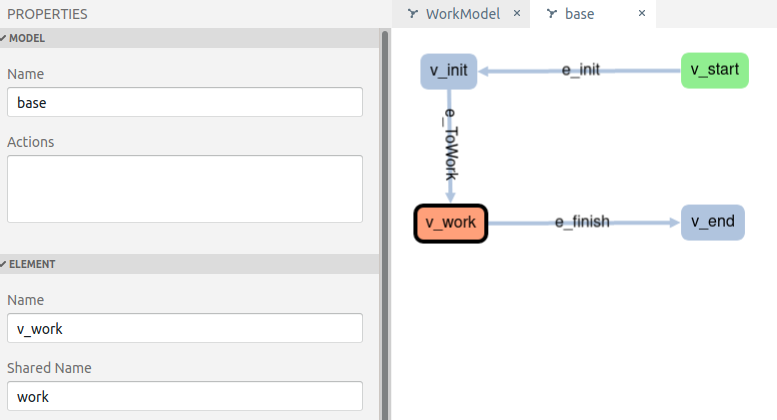 PROPERTIES
MODEL
Name
base
Actions
ELEMENT
Name
v_work
Shared Name
work
WorkModel ×
base ×
v_init
e_init
v_start
e_ToWork
v_work
e_finish
v_end